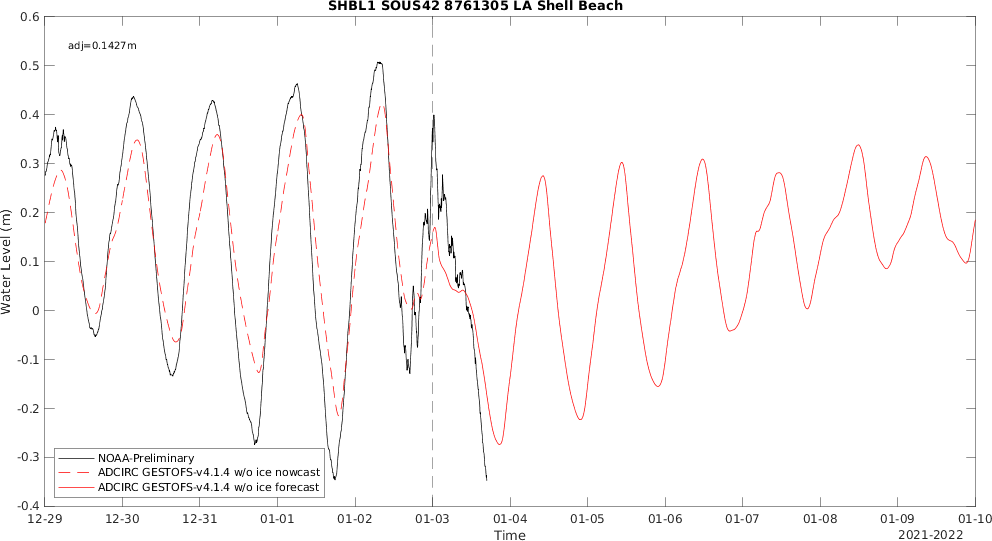 SHBL1 SOUS42 8761305 LA Shell Beach
adj=0.1427m
0.6
0.5
0.4
0.3
0.2
0.1
0
-0.1
-0.2
-0.3
-0.4
Water Level (m)
NOAA-Preliminary
ADCIRC GESTOFS-v4.1.4 w/o ice nowcast
ADCIRC GESTOFS-v4.1.4 w/o ice forecast
12-29 12-30 12-31 01-01 01-02 01-03 01-04 01-05 01-06 01-07 01-08 01-09 01-10
Time
2021-2022